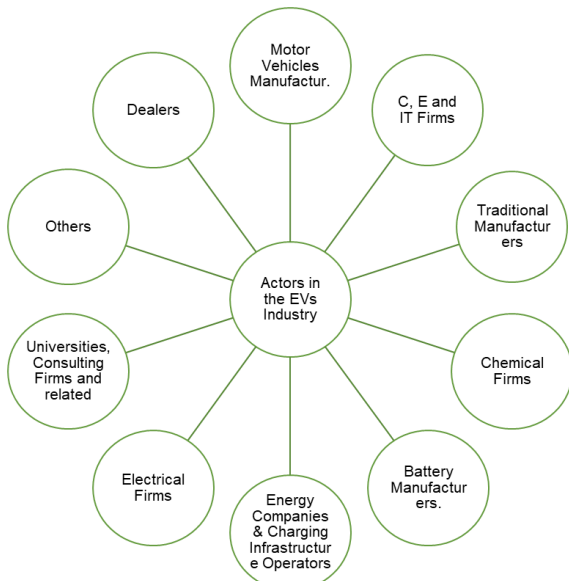 Motor
Vehicles
Manufactur.
C, E and
IT Firms
Traditional
Manufactur
ers
Chemical
Firms
Battery
Manufactur
ers.
Energy
Companies
& Charging
Infrastructur
e Operators
Electrical
Firms
Universities,
Consulting
Firms and
related
Others
Dealers
Actors in
the EVs
Industry